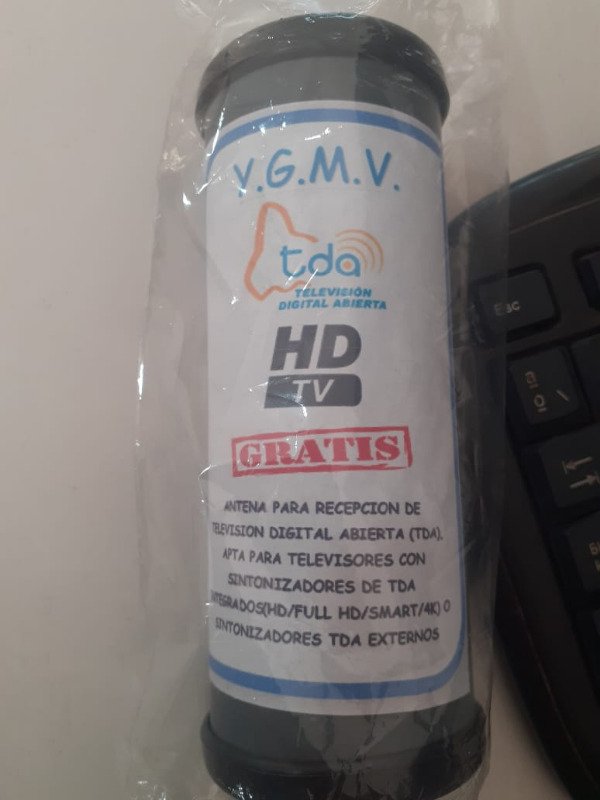 Y.G.M.V.
tda
TELEVISIÓN
DIGITAL ABIERTA
HD
TV
GRATIS
ANTENA PARA RECEPCION DE
TELEVISION DIGITAL ABIERTA (TDA).
APTA PARA TELEVISORES CON
SINTONIZADORES DE TDA
INTEGRADOS(HD/FULL HD/SMART/4K) O
SINTONIZADORES TDA EXTERNOS
Esc